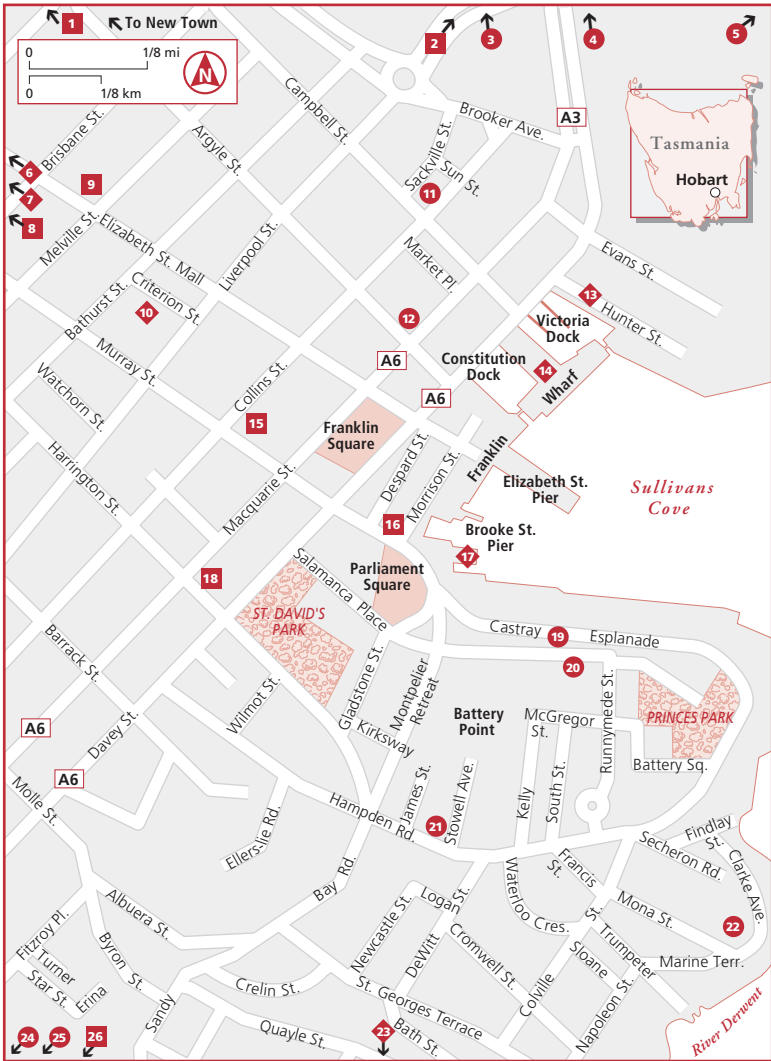 1
To New Town
2
3
4
5
0 1/8 mi
0 1/8 km
N
Campbell St.
Brooker Ave.
A3
Tasmania
Hobart
Brisbane St.
Argyle St.
Sackville St.
Sun St.
6
7
8
9
11
Melville St.
Elizabeth St. Mall
Liverpool St.
Market Pl.
Evans St.
Bathurst St.
Criterion St.
10
12
13
Hunter St.
Victoria
Dock
Constitution
Dock
14
Wharf
Murray St.
A6
A6
Watchorn St.
Collins St.
15
Franklin
Square
Despard St.
Morrison St.
Franklin
Elizabeth St.
Pier
Sullivans
Cove
Harrington St.
Macquarie St.
16
Brooke St.
Pier
17
18
Salamanca Place
Parliament
Square
ST. DAVID'S
PARK
Castray Esplanade
19
20
Barrack St.
Wilmot St.
Gladstone St.
Montpelier
Retreat
Kirksway
Battery
Point
McGregor
St.
Runnymede St.
PRINCES PARK
Battery Sq.
A6
Davey St.
A6
Molle St.
Hampden Rd.
James St.
Stowell Ave.
21
Kelly
South St.
Ellers-lie Rd.
Bay Rd.
Secheron Rd.
Findlay
St.
Clarke Ave.
Francis
St.
Waterloo Cres.
Mona St.
22
Albuera St.
Newcastle St.
Logan
DeWitt St.
Cromwell St.
Colville St.
Sloane
Trumpeter
Marine Terr.
Fitzroy Pl.
Turner
Star St.
Erina
Byron St.
Sandy
Crelin St.
St. Georges Terrace
Napoleon St.
River Derwent
Quayle St.
23
Bath St.
24
25
26